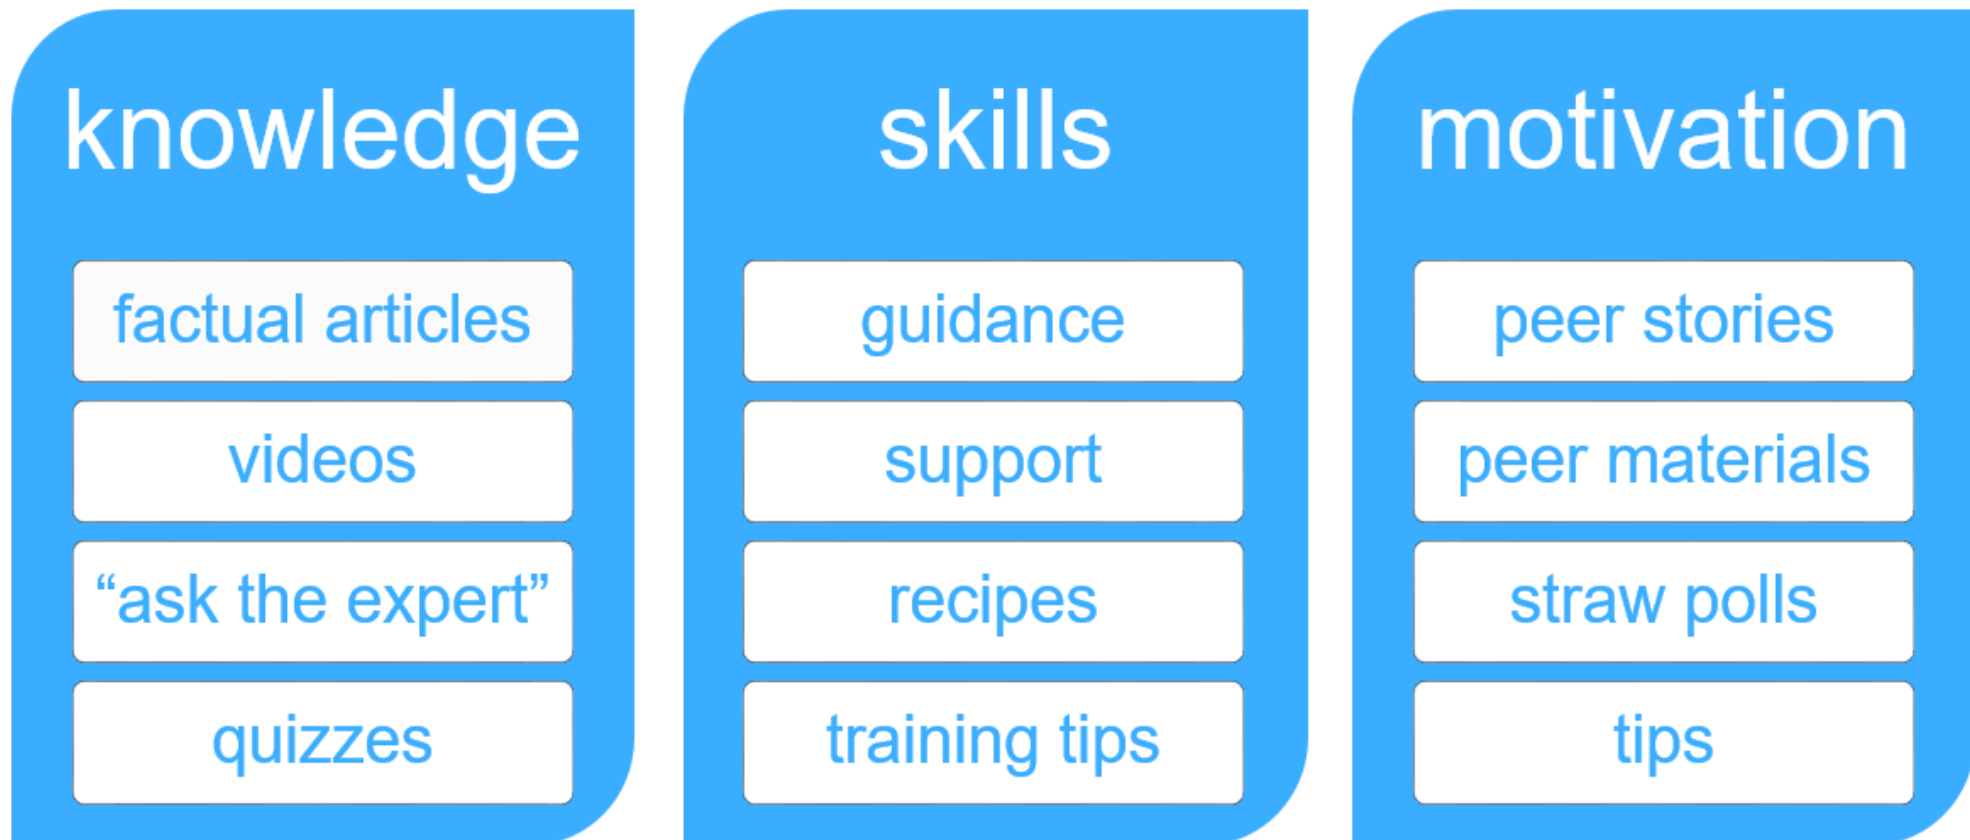 knowledge
factual articles
videos
“ask the expert”
quizzes
skills
guidance
support
recipes
training tips
motivation
peer stories
peer materials
straw polls
tips